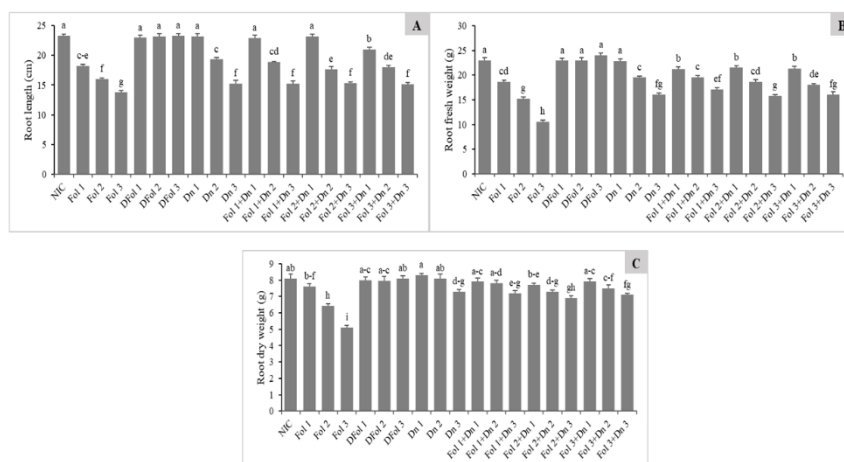 A
Root length (cm)
25
20
15
10
5
0
a c-e f g a a a a c f a cd f a e f b de f
NIC Fol 1 Fol 2 Fol 3 DFol 1 DFol 2 DFol 3 Dn 1 Dn 2 Dn 3 Fol 1+Dn 1 Fol 1+Dn 2 Fol 1+Dn 3 Fol 2+Dn 1 Fol 2+Dn 2 Fol 2+Dn 3 Fol 3+Dn 1 Fol 3+Dn 2 Fol 3+Dn 3
B
Root fresh weight (g)
30
25
20
15
10
5
0
a cd g h a a a a c fg b c ef b cd g b de fg
NIC Fol 1 Fol 2 Fol 3 DFol 1 DFol 2 DFol 3 Dn 1 Dn 2 Dn 3 Fol 1+Dn 1 Fol 1+Dn 2 Fol 1+Dn 3 Fol 2+Dn 1 Fol 2+Dn 2 Fol 2+Dn 3 Fol 3+Dn 1 Fol 3+Dn 2 Fol 3+Dn 3
C
Root dry weight (g)
9
8
7
6
5
4
3
2
1
0
ab b-f h i a-c a-c ab a ab d-g a-c a-d e-g b-e d-g gh a-c c-f fg
NIC Fol 1 Fol 2 Fol 3 DFol 1 DFol 2 DFol 3 Dn 1 Dn 2 Dn 3 Fol 1+Dn 1 Fol 1+Dn 2 Fol 1+Dn 3 Fol 2+Dn 1 Fol 2+Dn 2 Fol 2+Dn 3 Fol 3+Dn 1 Fol 3+Dn 2 Fol 3+Dn 3